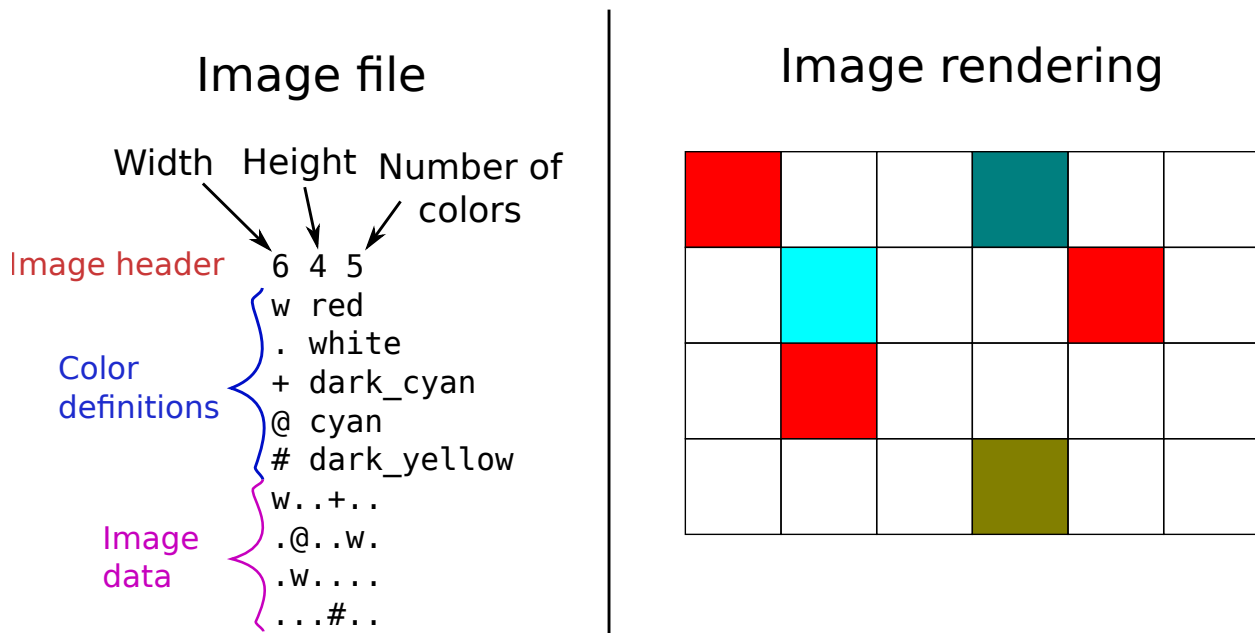 Image file
Width
Height
Number of
colors
Image header
6 4 5
Color
definitions
w red
. white
+ dark_cyan
@ cyan
# dark_yellow
Image
data
w..+..
.@..w.
.w....
...#..
Image rendering